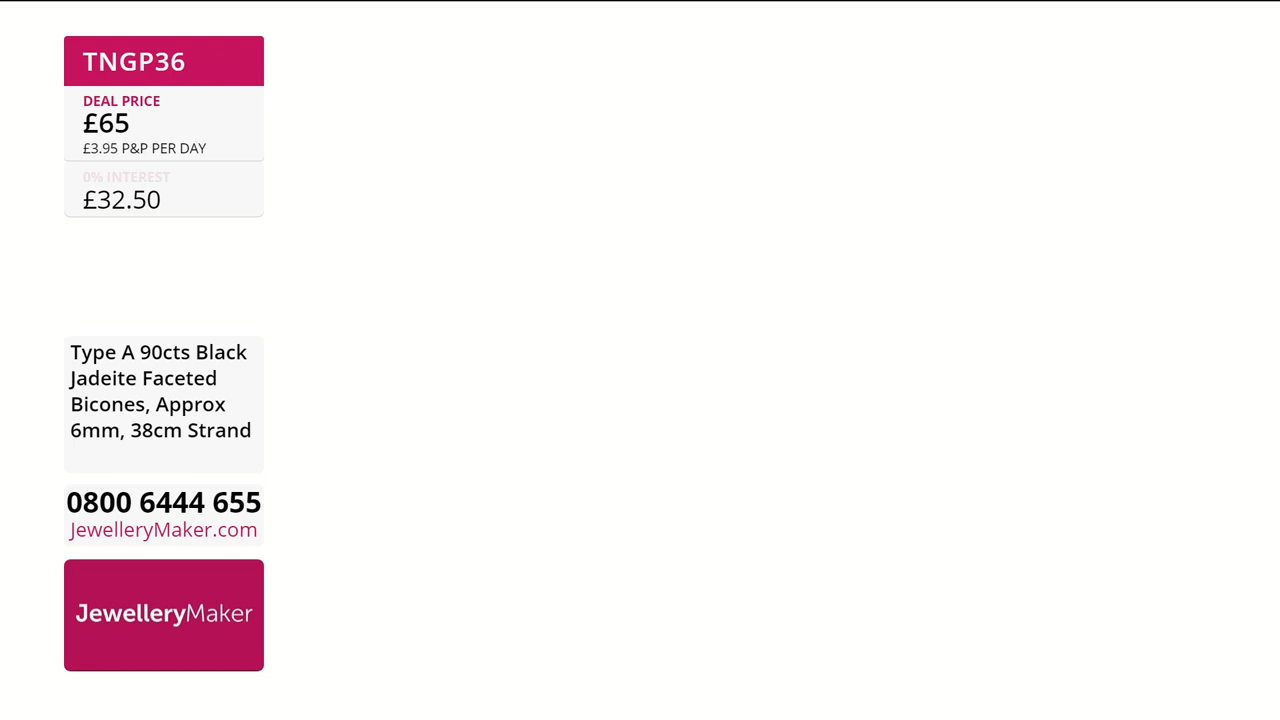 TNGP36
DEAL PRICE
£65
£3.95 P&P PER DAY
0% INTEREST
£32.50
Type A 90cts Black
Jadeite Faceted
Bicones, Approx
6mm, 38cm Strand
0800 6444 655
JewelleryMaker.com
JewelleryMaker